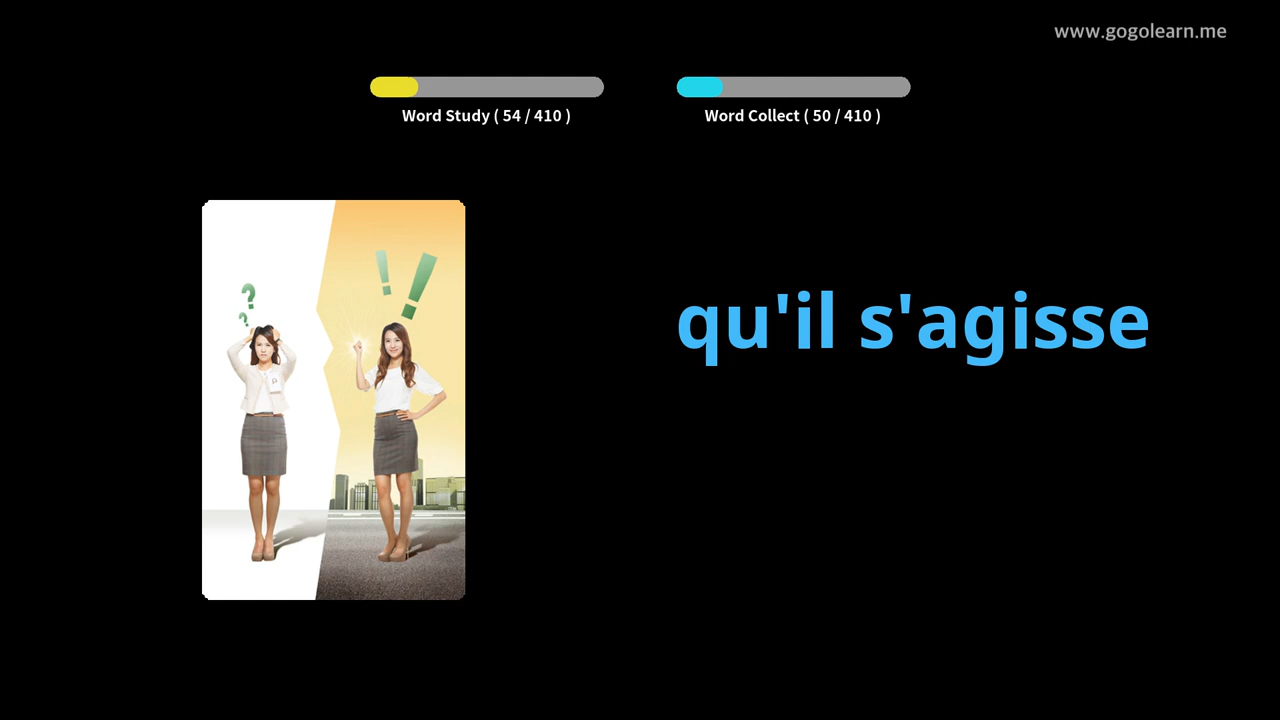 www.gogolearn.me
Word Study ( 54 / 410 )
Word Collect ( 50 / 410 )
? ?
! !
qu'il s'agisse